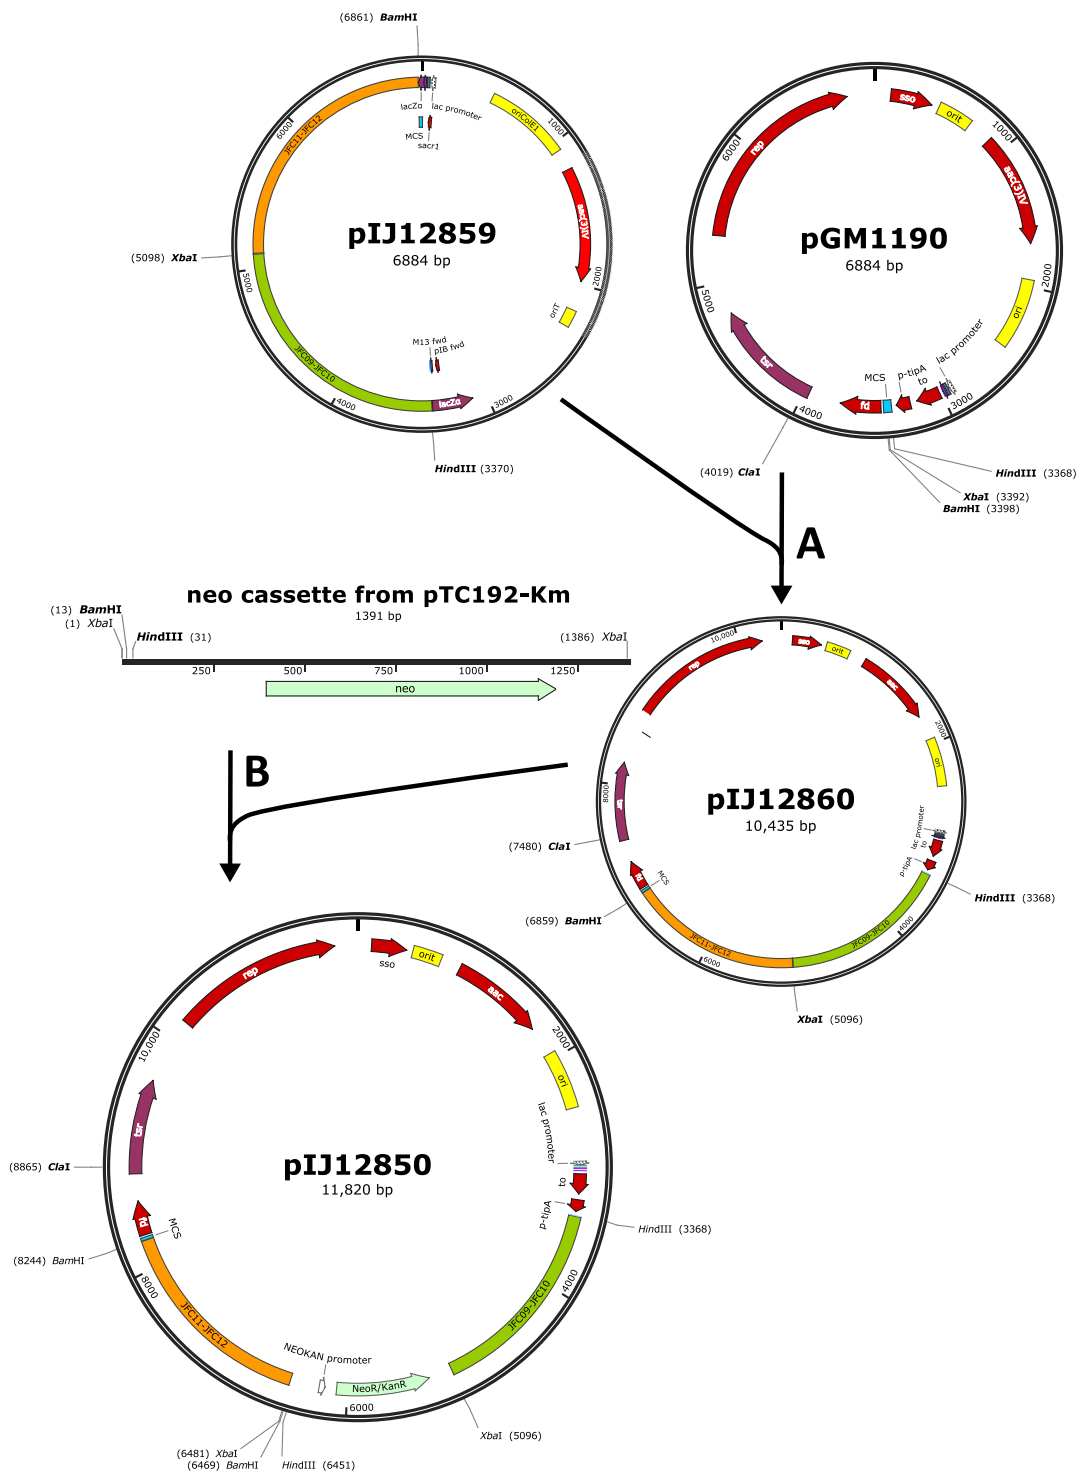 (6861) BamHI
pIJ12859
6884 bp
lacZα
lac promoter
MCS
sacr1
oriColE1
1000
aac(3)IV
2000
oriT
M13 fwd
pIB fwd
lacZα
3000
HindIII (3370)
4000
JFC09-JFC10
5000
(5098) XbaI
JFC11-JFC12
6000
pGM1190
6884 bp
sso
orit
1000
aac(3)IV
2000
ori
lac promoter
3000
to
p-tipA
MCS
fd
HindIII (3368)
XbaI (3392)
BamHI (3398)
(4019) ClaI
4000
tsr
5000
rep
6000
A
neo cassette from pTC192-Km
1391 bp
(13) BamHI
(1) XbaI
HindIII (31)
(1386) XbaI
250
500
750
1000
1250
neo
B
pIJ12860
10,435 bp
10,000
rep
sso
orit
aac
2000
ori
lac promoter
to
p-tipA
HindIII (3368)
4000
JFC09-JFC10
XbaI (5096)
6000
JFC11-JFC12
MCS
fd
(6859) BamHI
(7480) ClaI
tsr
8000
pIJ12850
11,820 bp
rep
sso
orit
aac
2000
ori
lac promoter
to
p-tipA
HindIII (3368)
4000
JFC09-JFC10
XbaI (5096)
NeoR/KanR
NEOKAN promoter
6000
HindIII (6451)
(6469) BamHI
(6481) XbaI
JFC11-JFC12
8000
MCS
fd
(8244) BamHI
(8865) ClaI
tsr
10,000